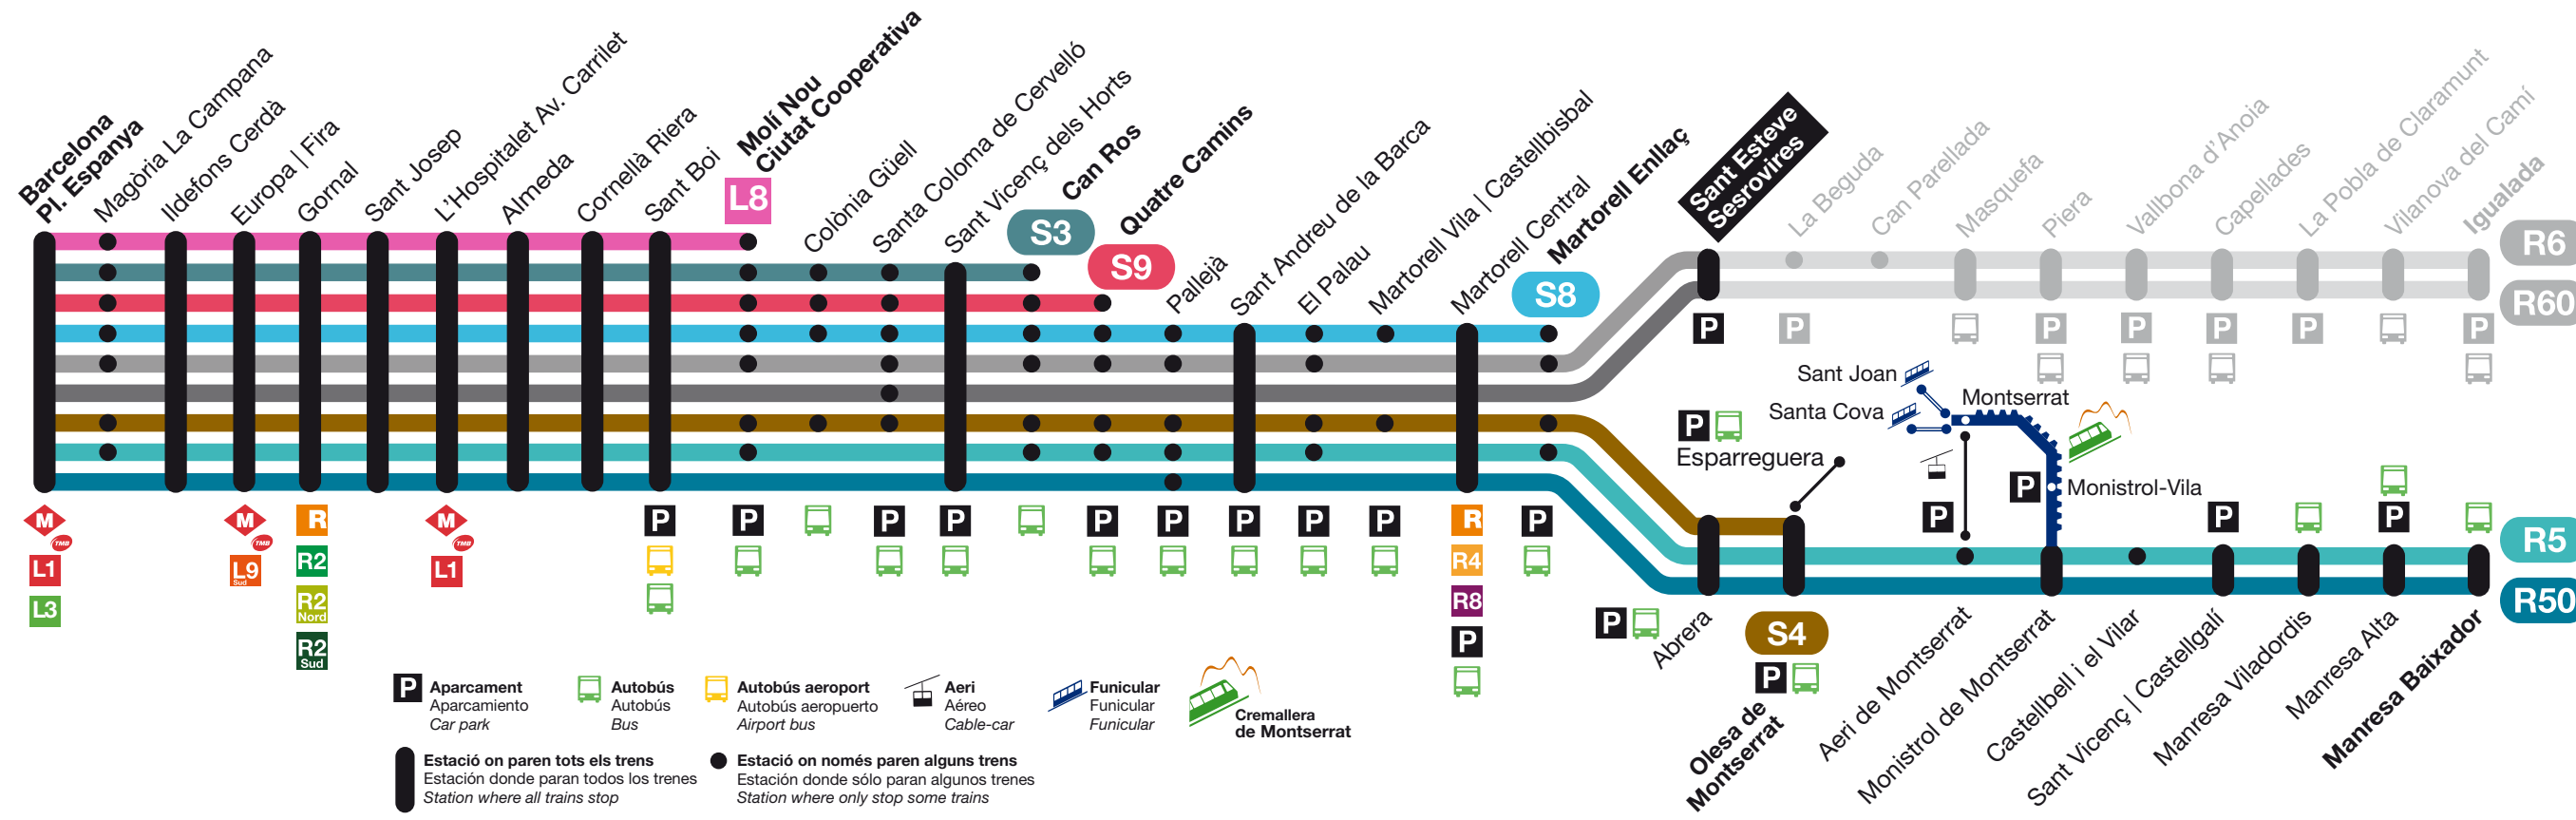 Barcelona
Pl. Espanya
Magòria La Campana
Ildefons Cerdà
Europa | Fira
Gornal
Sant Josep
L'Hospitalet Av. Carrilet
Almeda
Cornellà Riera
Sant Boi
Molí Nou
Ciutat Cooperativa
L8
Colònia Güell
Santa Coloma de Cervelló
Sant Vicenç dels Horts
Can Ros
S3
Quatre Camins
S9
Pallejà
Sant Andreu de la Barca
El Palau
Martorell Vila | Castellbisbal
Martorell Central
Martorell Enllaç
S8
Sant Esteve
Sesrovires
La Beguda
Can Parellada
Masquefa
Piera
Vallbona d'Anoia
Capellades
La Pobla de Claramunt
Vilanova del Camí
Igualada
R6
R60
P
P
P
P
P
P
P
Sant Joan
Santa Cova
Montserrat
P
Esparreguera
P
P
Monistrol-Vila
P
P
R5
R50
M
TMB
L1
L3
M
TMB
L9
Sud
R
R2
R2
Nord
R2
Sud
M
TMB
L1
P
P
P
P
P
P
P
P
P
R
R4
R8
P
P
P
Abrera
S4
P
Olesa de
Montserrat
Aeri de Montserrat
Monistrol de Montserrat
Castellbell i el Vilar
Sant Vicenç | Castellgalí
Manresa Viladordis
Manresa Alta
Manresa Baixador
P
Aparcament
Aparcamiento
Car park
Autobús
Autobús
Bus
Autobús aeroport
Autobús aeropuerto
Airport bus
Aeri
Aéreo
Cable-car
Funicular
Funicular
Funicular
Cremallera
de Montserrat
Estació on paren tots els trens
Estación donde paran todos los trenes
Station where all trains stop
Estació on només paren alguns trens
Estación donde sólo paran algunos trenes
Station where only stop some trains